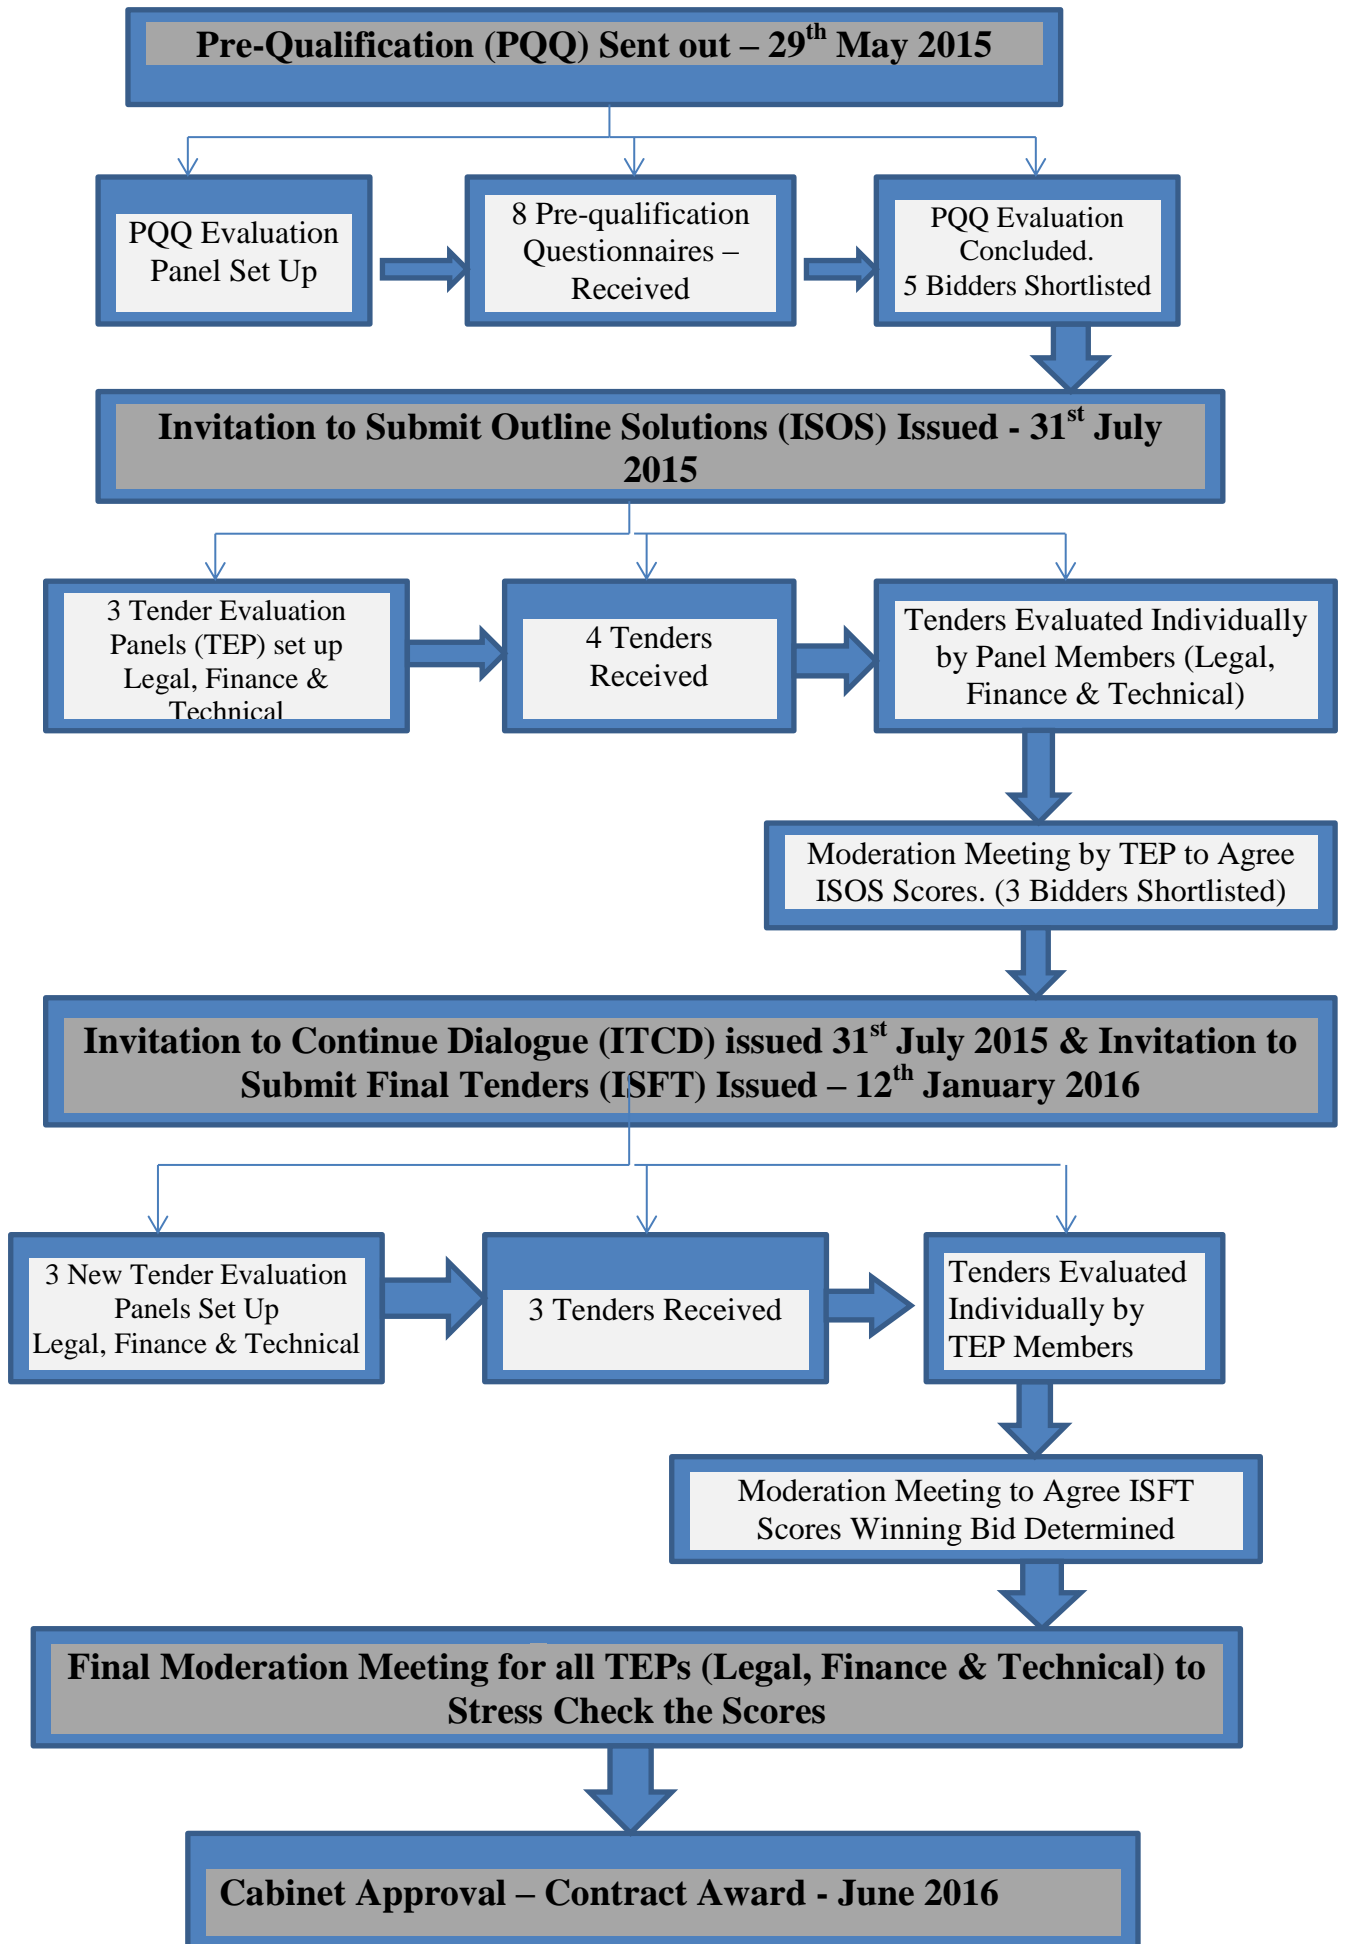 Pre-Qualification (PQQ) Sent out – 29th May 2015
PQQ Evaluation
Panel Set Up
8 Pre-qualification
Questionnaires –
Received
PQQ Evaluation
Concluded.
5 Bidders Shortlisted
Invitation to Submit Outline Solutions (ISOS) Issued - 31st July
2015
3 Tender Evaluation
Panels (TEP) set up
Legal, Finance &
Technical
4 Tenders
Received
Tenders Evaluated Individually
by Panel Members (Legal,
Finance & Technical)
Moderation Meeting by TEP to Agree
ISOS Scores. (3 Bidders Shortlisted)
Invitation to Continue Dialogue (ITCD) issued 31st July 2015 & Invitation to
Submit Final Tenders (ISFT) Issued – 12th January 2016
3 New Tender Evaluation
Panels Set Up
Legal, Finance & Technical
3 Tenders Received
Tenders Evaluated
Individually by
TEP Members
Moderation Meeting to Agree ISFT
Scores Winning Bid Determined
Final Moderation Meeting for all TEPs (Legal, Finance & Technical) to
Stress Check the Scores
Cabinet Approval – Contract Award - June 2016